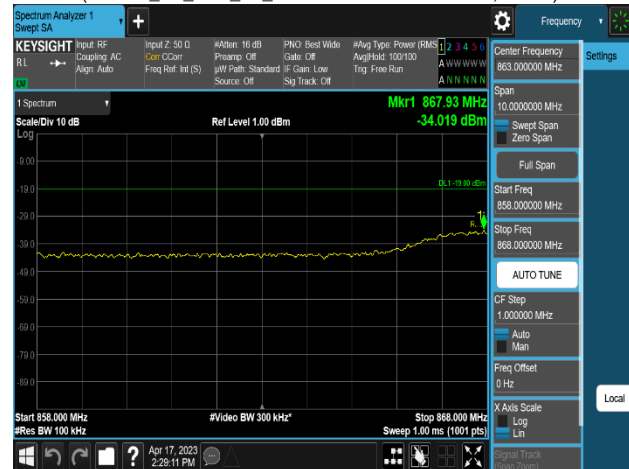 Spectrum Analyzer 1
Swept SA
+
Frequency
KEYSIGHT
RL
LXI
Input: RF
Coupling: AC
Align: Auto
Input Z: 50 Ω
Corr CCorr
Freq Ref: Int (S)
#Atten: 16 dB
Preamp: Off
µW Path: Standard
Source: Off
PNO: Best Wide
Gate: Off
IF Gain: Low
Sig Track: Off
#Avg Type: Power (RMS
Avg|Hold: 100/100
Trig: Free Run
1 2 3 4 5 6
A W W W W W
A N N N N N
1 Spectrum
Scale/Div 10 dB
Log
Ref Level 1.00 dBm
Mkr1 867.93 MHz
-34.019 dBm
-9.00
-19.0
-29.0
-39.0
-49.0
-59.0
-69.0
-79.0
-89.0
DL1 -19.00 dBm
1
R...
Start 858.000 MHz
#Res BW 100 kHz
#Video BW 300 kHz*
Stop 868.000 MHz
Sweep 1.00 ms (1001 pts)
Apr 17, 2023
2:29:11 PM
?
Center Frequency
863.000000 MHz
Span
10.0000000 MHz
Swept Span
Zero Span
Full Span
Start Freq
858.000000 MHz
Stop Freq
868.000000 MHz
AUTO TUNE
CF Step
1.000000 MHz
Auto
Man
Freq Offset
0 Hz
X Axis Scale
Log
Lin
Signal Track
(Span Zoom)
Settings
Local